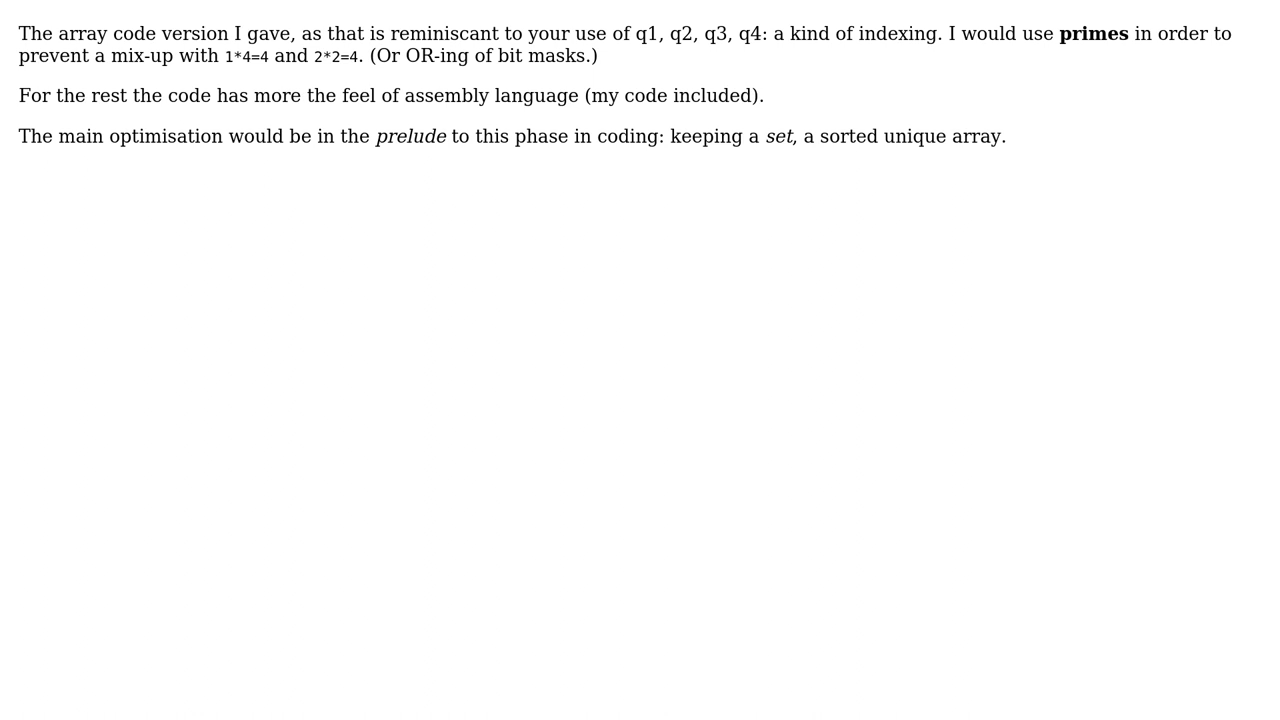 The array code version I gave, as that is reminiscant to your use of q1, q2, q3, q4: a kind of indexing. I would use primes in order to
prevent a mix-up with 1*4=4 and 2*2=4. (Or OR-ing of bit masks.)
For the rest the code has more the feel of assembly language (my code included).
The main optimisation would be in the prelude to this phase in coding: keeping a set, a sorted unique array.